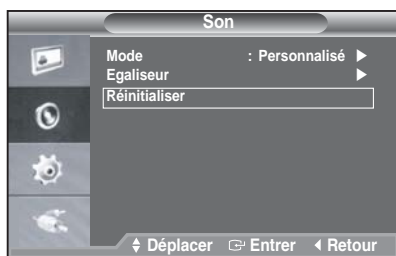 Son
Mode : Personnalisé ▶
Egaliseur ▶
Réinitialiser
Déplacer Entrer Retour